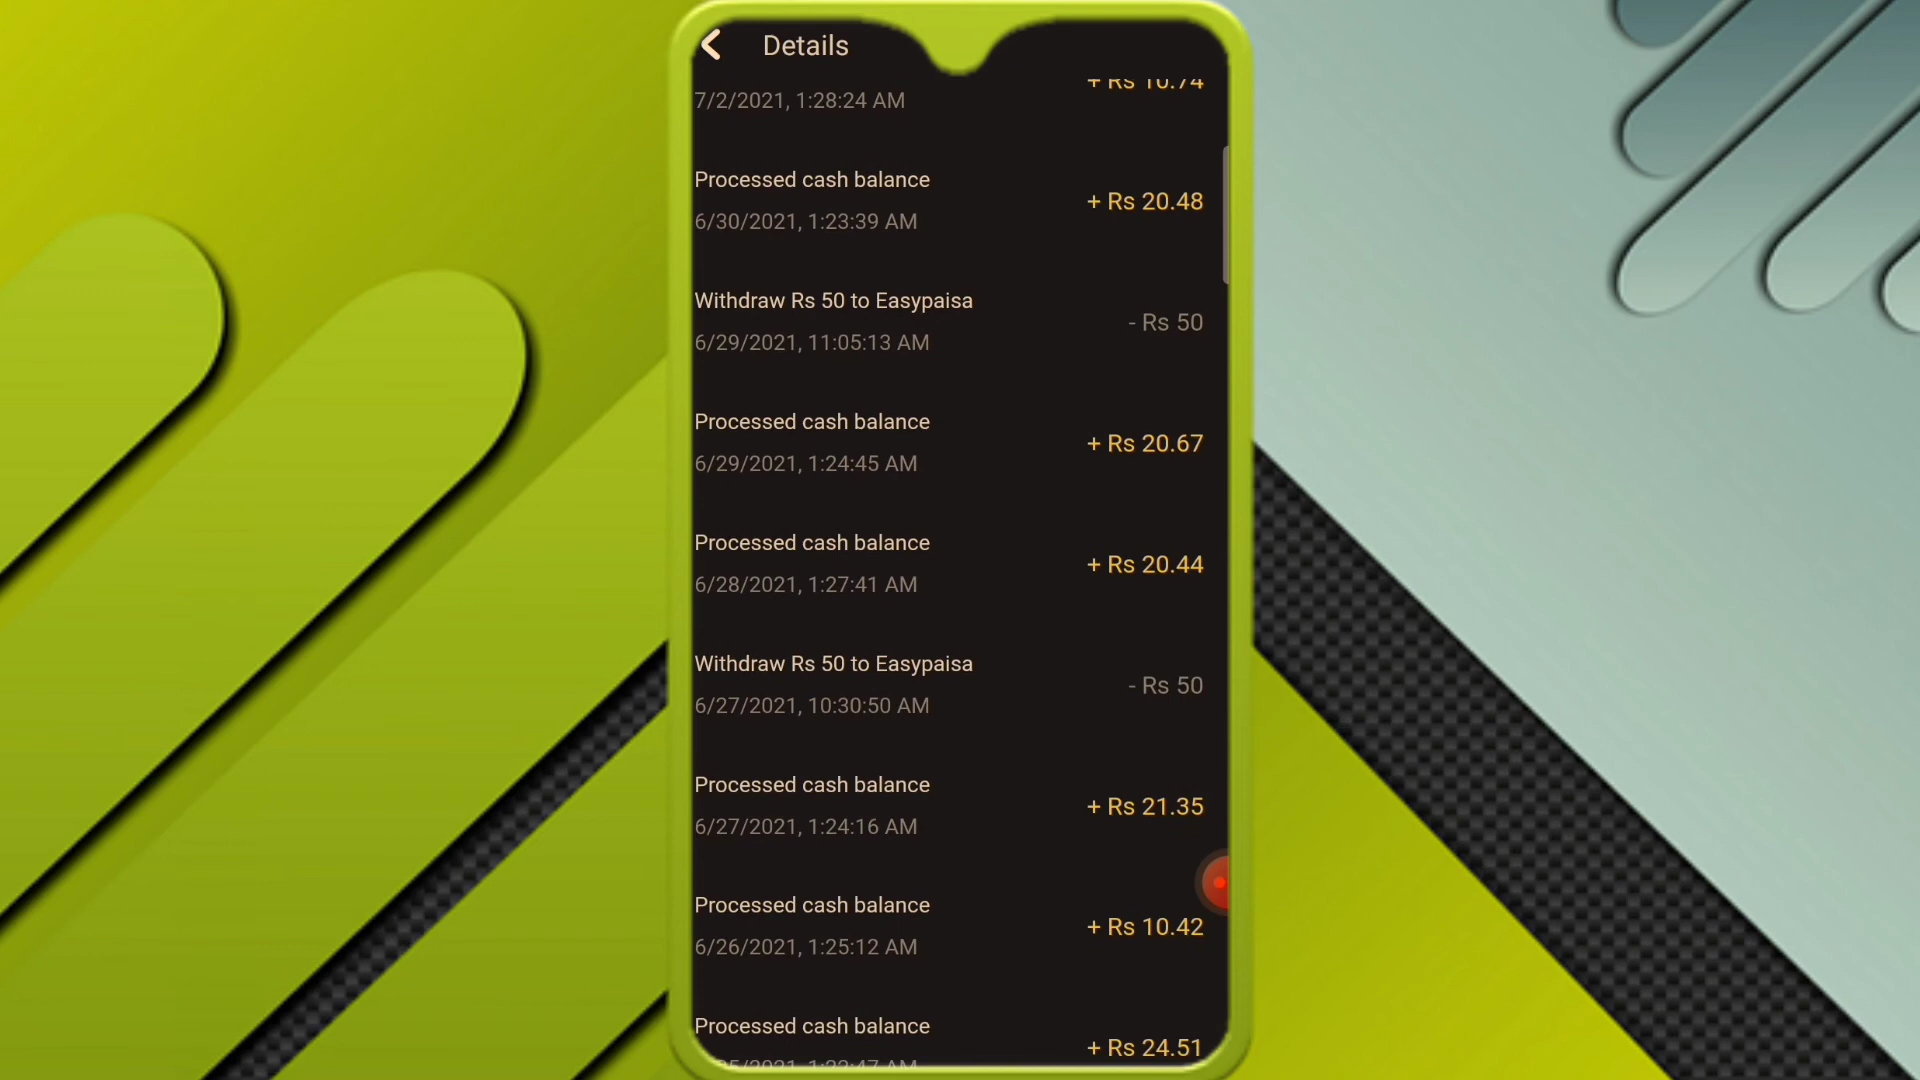 Details
+ Rs 10.74
7/2/2021, 1:28:24 AM
Processed cash balance
+ Rs 20.48
6/30/2021, 1:23:39 AM
Withdraw Rs 50 to Easypaisa
- Rs 50
6/29/2021, 11:05:13 AM
Processed cash balance
+ Rs 20.67
6/29/2021, 1:24:45 AM
Processed cash balance
+ Rs 20.44
6/28/2021, 1:27:41 AM
Withdraw Rs 50 to Easypaisa
- Rs 50
6/27/2021, 10:30:50 AM
Processed cash balance
+ Rs 21.35
6/27/2021, 1:24:16 AM
Processed cash balance
+ Rs 10.42
6/26/2021, 1:25:12 AM
Processed cash balance
+ Rs 24.51